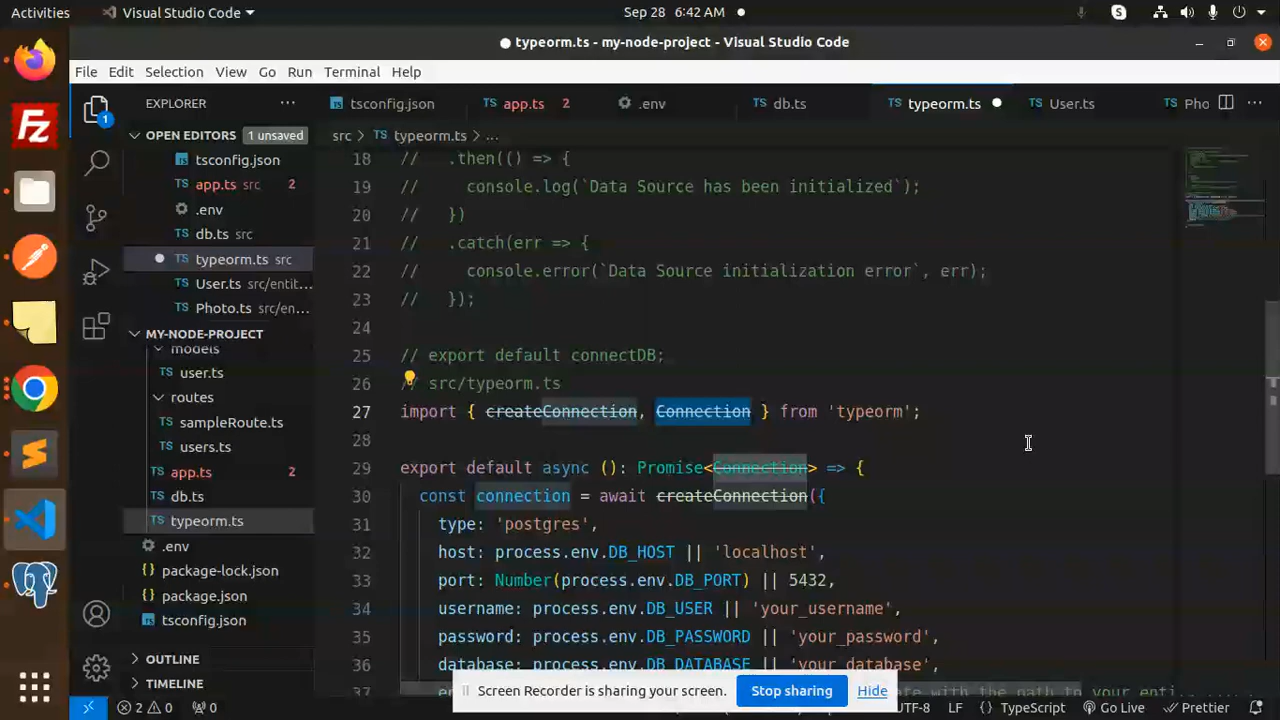 Activities
Visual Studio Code
Sep 28 6:42 AM
typeorm.ts - my-node-project - Visual Studio Code
File Edit Selection View Go Run Terminal Help
EXPLORER
OPEN EDITORS 1 unsaved
tsconfig.json
app.ts src 2
.env
db.ts src
typeorm.ts src
User.ts src/entit...
Photo.ts src/en...
MY-NODE-PROJECT
models
user.ts
routes
sampleRoute.ts
users.ts
app.ts 2
db.ts
typeorm.ts
.env
package-lock.json
package.json
tsconfig.json
OUTLINE
TIMELINE
tsconfig.json app.ts 2 .env db.ts typeorm.ts User.ts Pho
src > typeorm.ts > ...
18 // .then(() => {
19 // console.log(`Data Source has been initialized`);
20 // })
21 // .catch(err => {
22 // console.error(`Data Source initialization error`, err);
23 // });
24
25 // export default connectDB;
26 // src/typeorm.ts
27 import { createConnection, Connection } from 'typeorm';
28
29 export default async (): Promise<Connection> => {
30 const connection = await createConnection({
31 type: 'postgres',
32 host: process.env.DB_HOST || 'localhost',
33 port: Number(process.env.DB_PORT) || 5432,
34 username: process.env.DB_USER || 'your_username',
35 password: process.env.DB_PASSWORD || 'your_password',
36 database: process.env.DB_DATABASE || 'your_database',
37 with the path to your enti
Screen Recorder is sharing your screen. Stop sharing Hide
2 0 0 UTF-8 LF {} TypeScript Go Live Prettier